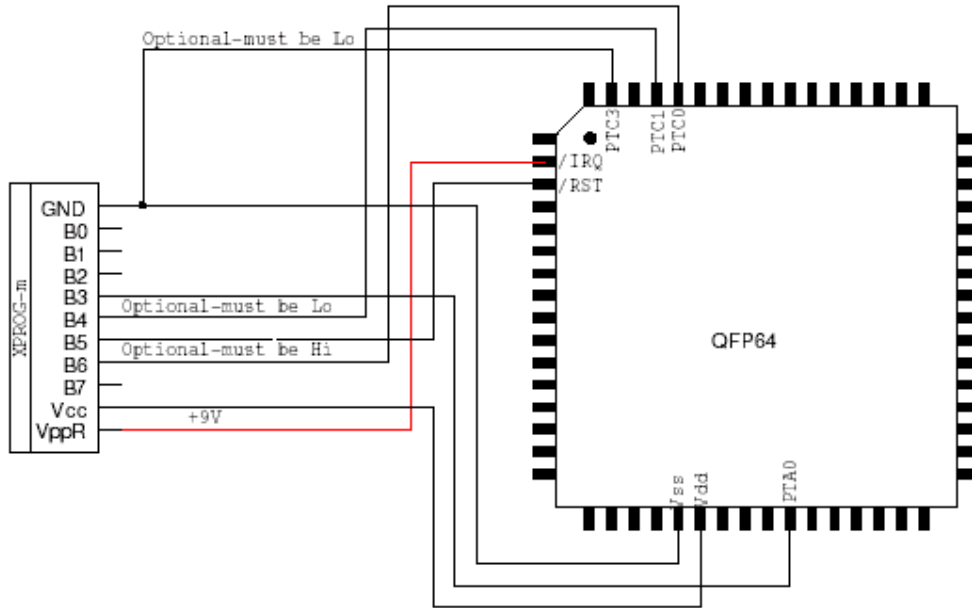 Optional-must be Lo
PTC3
PTC1
PTC0
/IRQ
/RST
GND
B0
B1
B2
B3
Optional-must be Lo
B4
B5
Optional-must be Hi
B6
B7
Vcc
+9V
VppR
XPROG-m
QFP64
Vss
Vdd
PTA0